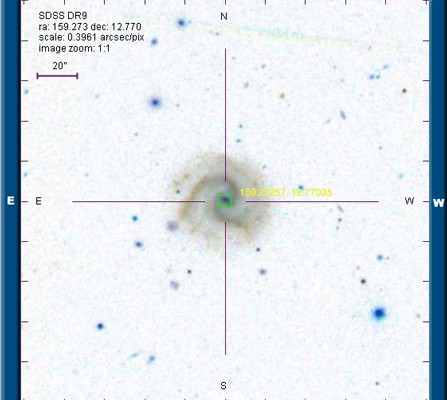 SDSS DR9
ra: 159.273 dec: 12.770
scale: 0.3961 arcsec/pix
image zoom: 1:1
20"
N
E E W W
S